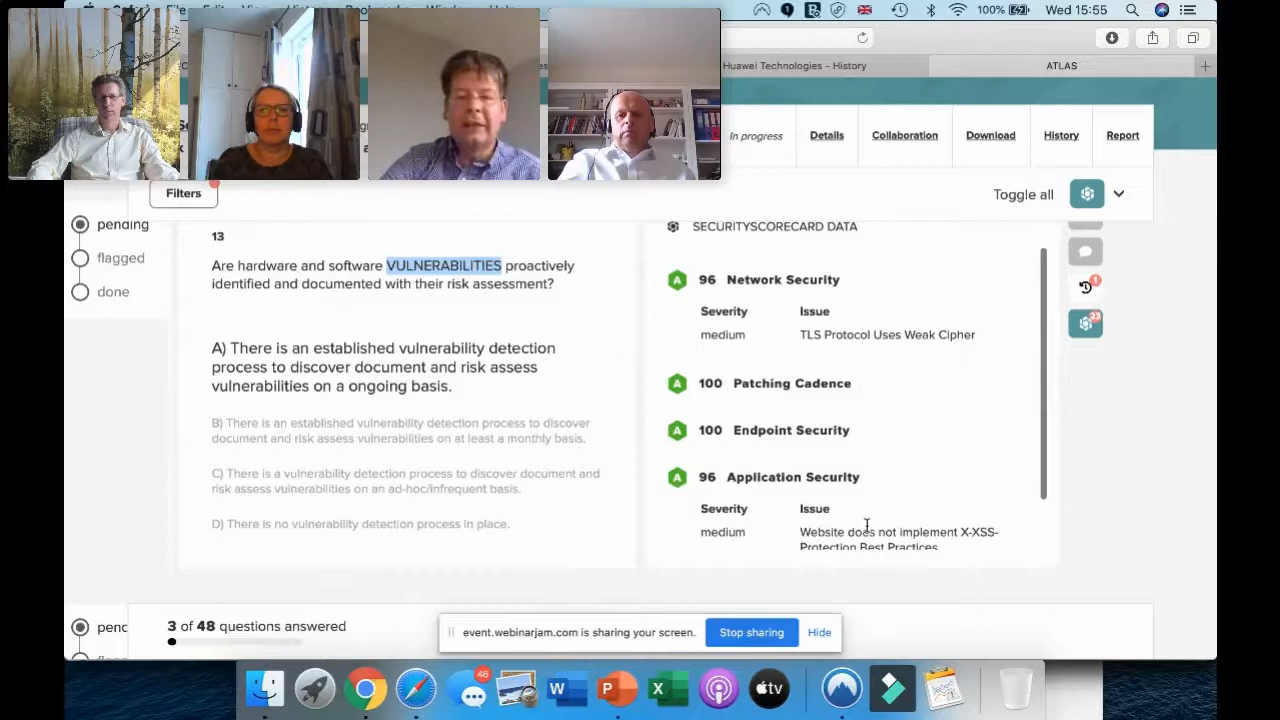 100%
Wed 15:55
Huawei Technologies - History
ATLAS
In progress
Details
Collaboration
Download
History
Report
Filters
Toggle all
pending
flagged
done
13
Are hardware and software VULNERABILITIES proactively
identified and documented with their risk assessment?
A) There is an established vulnerability detection
process to discover document and risk assess
vulnerabilities on a ongoing basis.
B) There is an established vulnerability detection process to discover
document and risk assess vulnerabilities on at least a monthly basis.
C) There is a vulnerability detection process to discover document and
risk assess vulnerabilities on an ad-hoc/infrequent basis.
D) There is no vulnerability detection process in place.
SECURITYSCORECARD DATA
A 96 Network Security
Severity Issue
medium TLS Protocol Uses Weak Cipher
A 100 Patching Cadence
A 100 Endpoint Security
A 96 Application Security
Severity Issue
medium Website does not implement X-XSS-
Protection Best Practices
1
23
3 of 48 questions answered
event.webinarjam.com is sharing your screen.
Stop sharing
Hide
46
W
P
X
tv